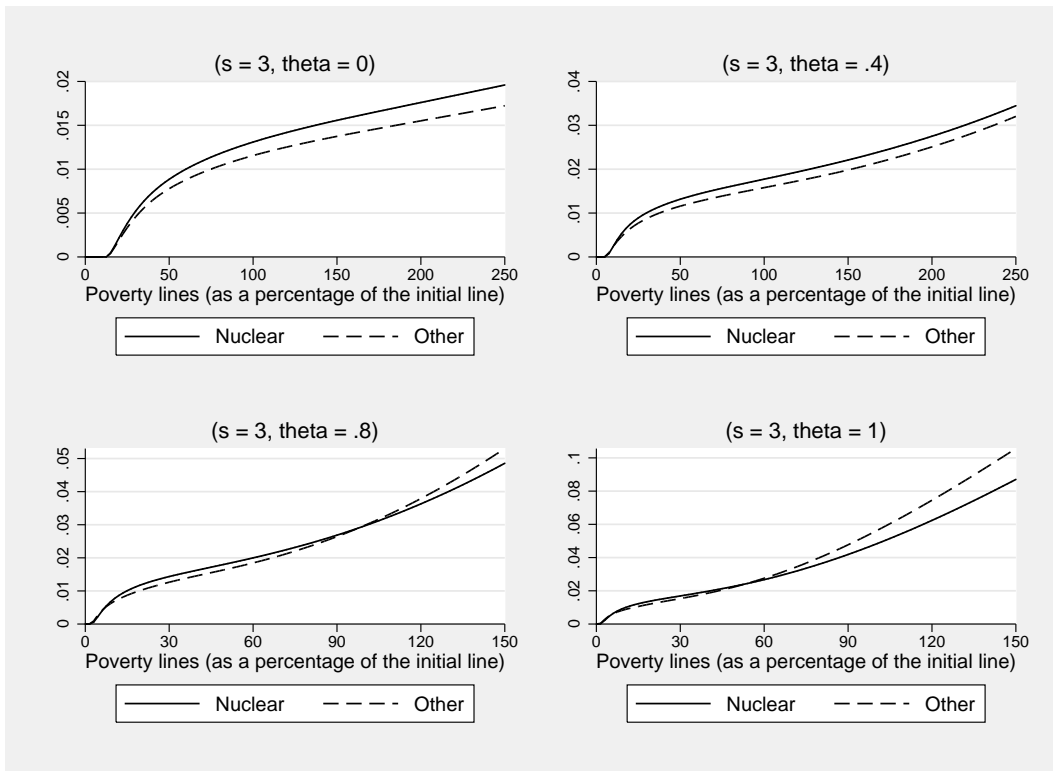 (s = 3, theta = 0)
.02
.015
.01
.005
0
0 50 100 150 200 250
Poverty lines (as a percentage of the initial line)
Nuclear Other
(s = 3, theta = .4)
.04
.03
.02
.01
0
0 50 100 150 200 250
Poverty lines (as a percentage of the initial line)
Nuclear Other
(s = 3, theta = .8)
.05
.04
.03
.02
.01
0
0 30 60 90 120 150
Poverty lines (as a percentage of the initial line)
Nuclear Other
(s = 3, theta = 1)
.1
.08
.06
.04
.02
0
0 30 60 90 120 150
Poverty lines (as a percentage of the initial line)
Nuclear Other